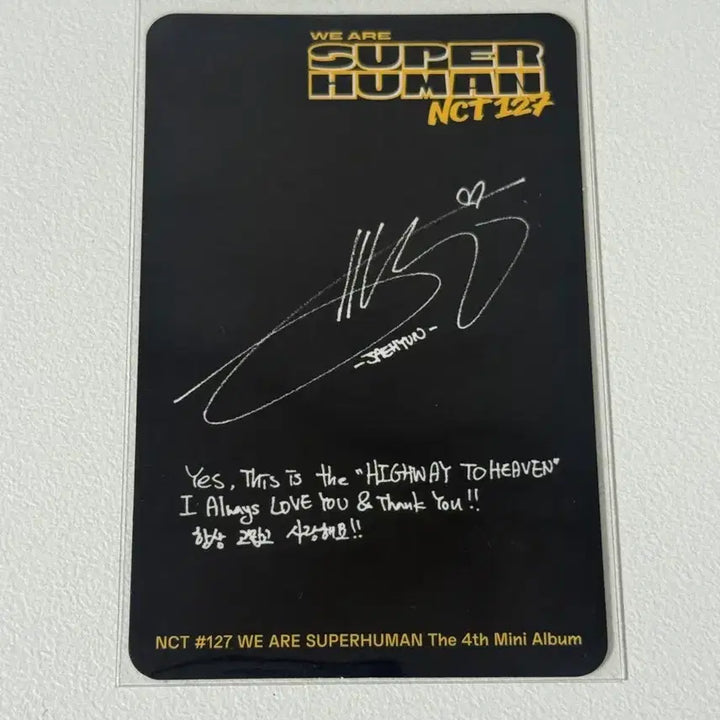 WE ARE
SUPER
HUMAN
NCT 127
-JAEHYUN-
Yes, This is the "HIGHWAY TO HEAVEN"
I Always LOVE YOU & Thank You!!
항상 고맙고 사랑해요!!
NCT #127 WE ARE SUPERHUMAN The 4th Mini Album